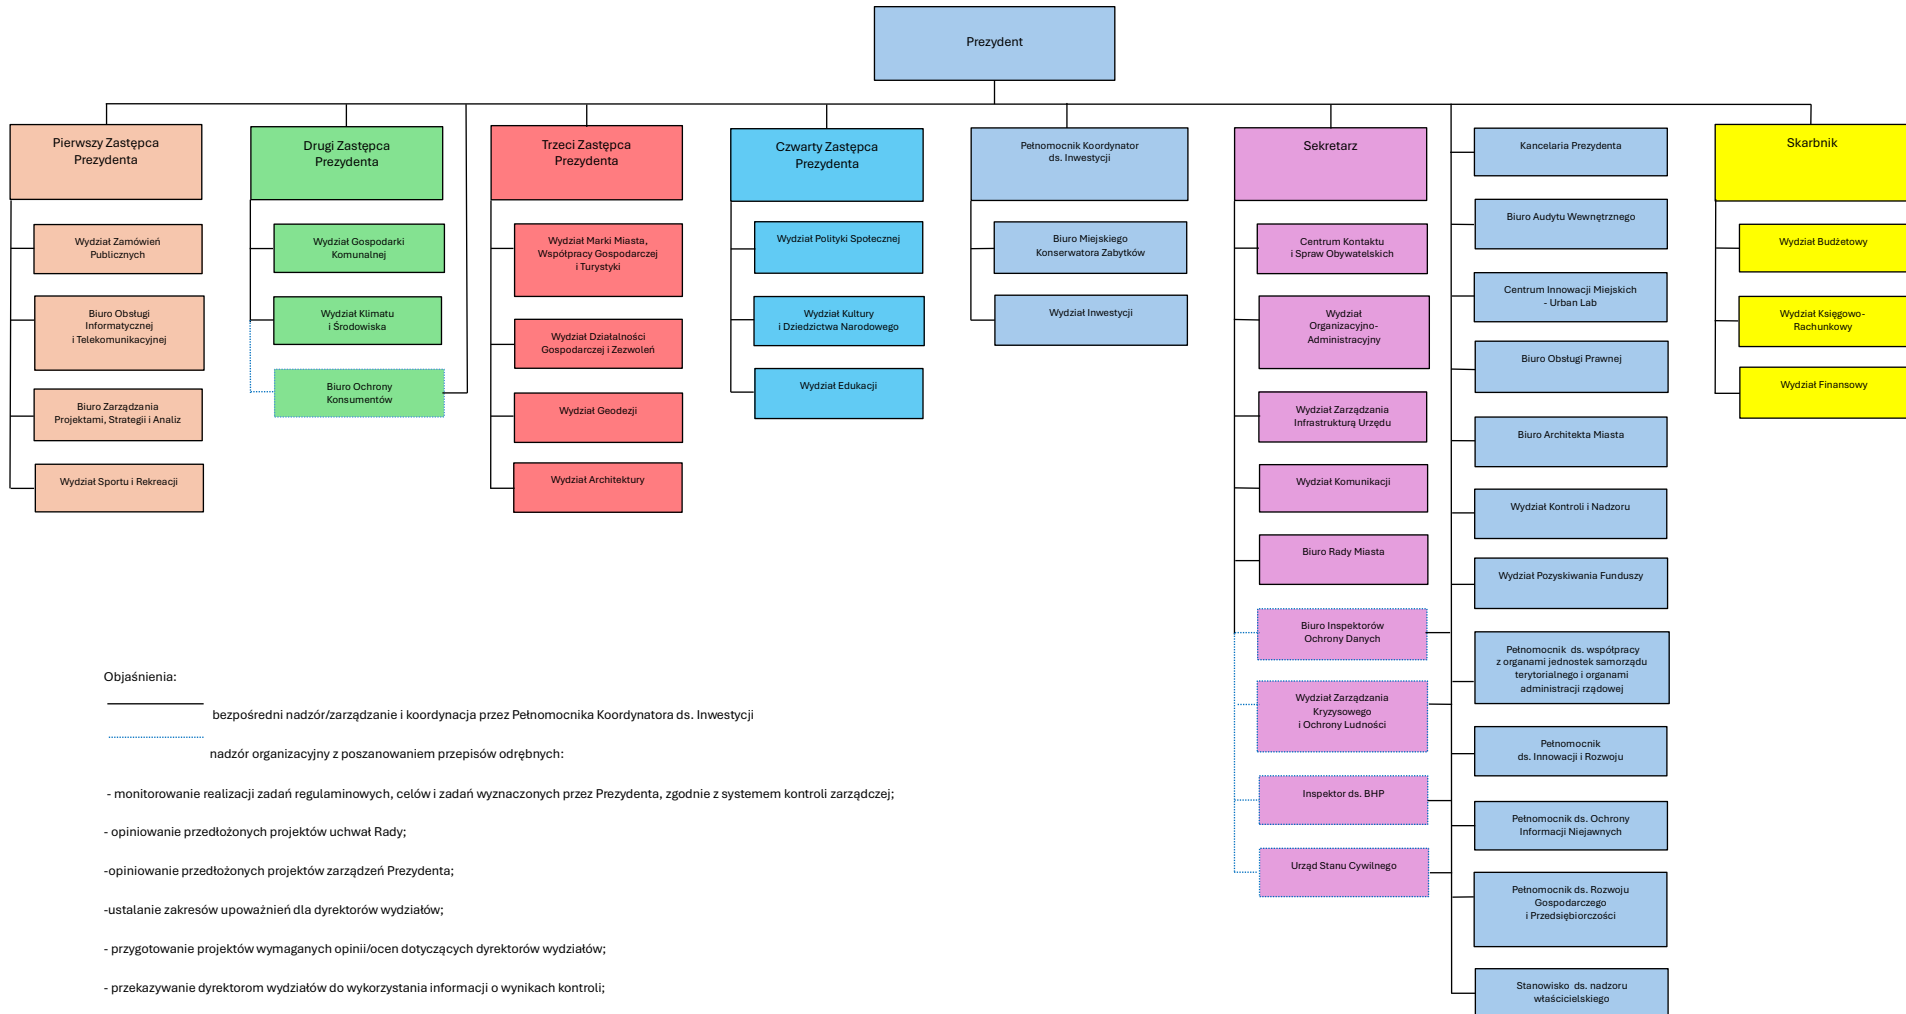 Prezydent
Pierwszy Zastępca
Prezydenta
Drugi Zastępca
Prezydenta
Trzeci Zastępca
Prezydenta
Czwarty Zastępca
Prezydenta
Pełnomocnik Koordynator
ds. Inwestycji
Sekretarz
Skarbnik
Wydział Zamówień
Publicznych
Biuro Obsługi
Informatycznej
i Telekomunikacyjnej
Biuro Zarządzania
Projektami, Strategii i Analiz
Wydział Sportu i Rekreacji
Wydział Gospodarki
Komunalnej
Wydział Klimatu
i Środowiska
Biuro Ochrony
Konsumentów
Wydział Marki Miasta,
Współpracy Gospodarczej
i Turystyki
Wydział Działalności
Gospodarczej i Zezwoleń
Wydział Geodezji
Wydział Architektury
Wydział Polityki Społecznej
Wydział Kultury
i Dziedzictwa Narodowego
Wydział Edukacji
Biuro Miejskiego
Konserwatora Zabytków
Wydział Inwestycji
Centrum Kontaktu
i Spraw Obywatelskich
Wydział
Organizacyjno-
Administracyjny
Wydział Zarządzania
Infrastrukturą Urzędu
Wydział Komunikacji
Biuro Rady Miasta
Biuro Inspektorów
Ochrony Danych
Wydział Zarządzania
Kryzysowego
i Ochrony Ludności
Inspektor ds. BHP
Urząd Stanu Cywilnego
Kancelaria Prezydenta
Biuro Audytu Wewnętrznego
Centrum Innowacji Miejskich
- Urban Lab
Biuro Obsługi Prawnej
Biuro Architekta Miasta
Wydział Kontroli i Nadzoru
Wydział Pozyskiwania Funduszy
Pełnomocnik ds. współpracy
z organami jednostek samorządu
terytorialnego i organami
administracji rządowej
Pełnomocnik
ds. Innowacji i Rozwoju
Pełnomocnik ds. Ochrony
Informacji Niejawnych
Pełnomocnik ds. Rozwoju
Gospodarczego
i Przedsiębiorczości
Stanowisko ds. nadzoru
właścicielskiego
Wydział Budżetowy
Wydział Księgowo-
Rachunkowy
Wydział Finansowy
Objaśnienia:
bezpośredni nadzór/zarządzanie i koordynacja przez Pełnomocnika Koordynatora ds. Inwestycji
nadzór organizacyjny z poszanowaniem przepisów odrębnych:
- monitorowanie realizacji zadań regulaminowych, celów i zadań wyznaczonych przez Prezydenta, zgodnie z systemem kontroli zarządczej;
- opiniowanie przedłożonych projektów uchwał Rady;
-opiniowanie przedłożonych projektów zarządzeń Prezydenta;
-ustalanie zakresów upoważnień dla dyrektorów wydziałów;
- przygotowanie projektów wymaganych opinii/ocen dotyczących dyrektorów wydziałów;
- przekazywanie dyrektorom wydziałów do wykorzystania informacji o wynikach kontroli;